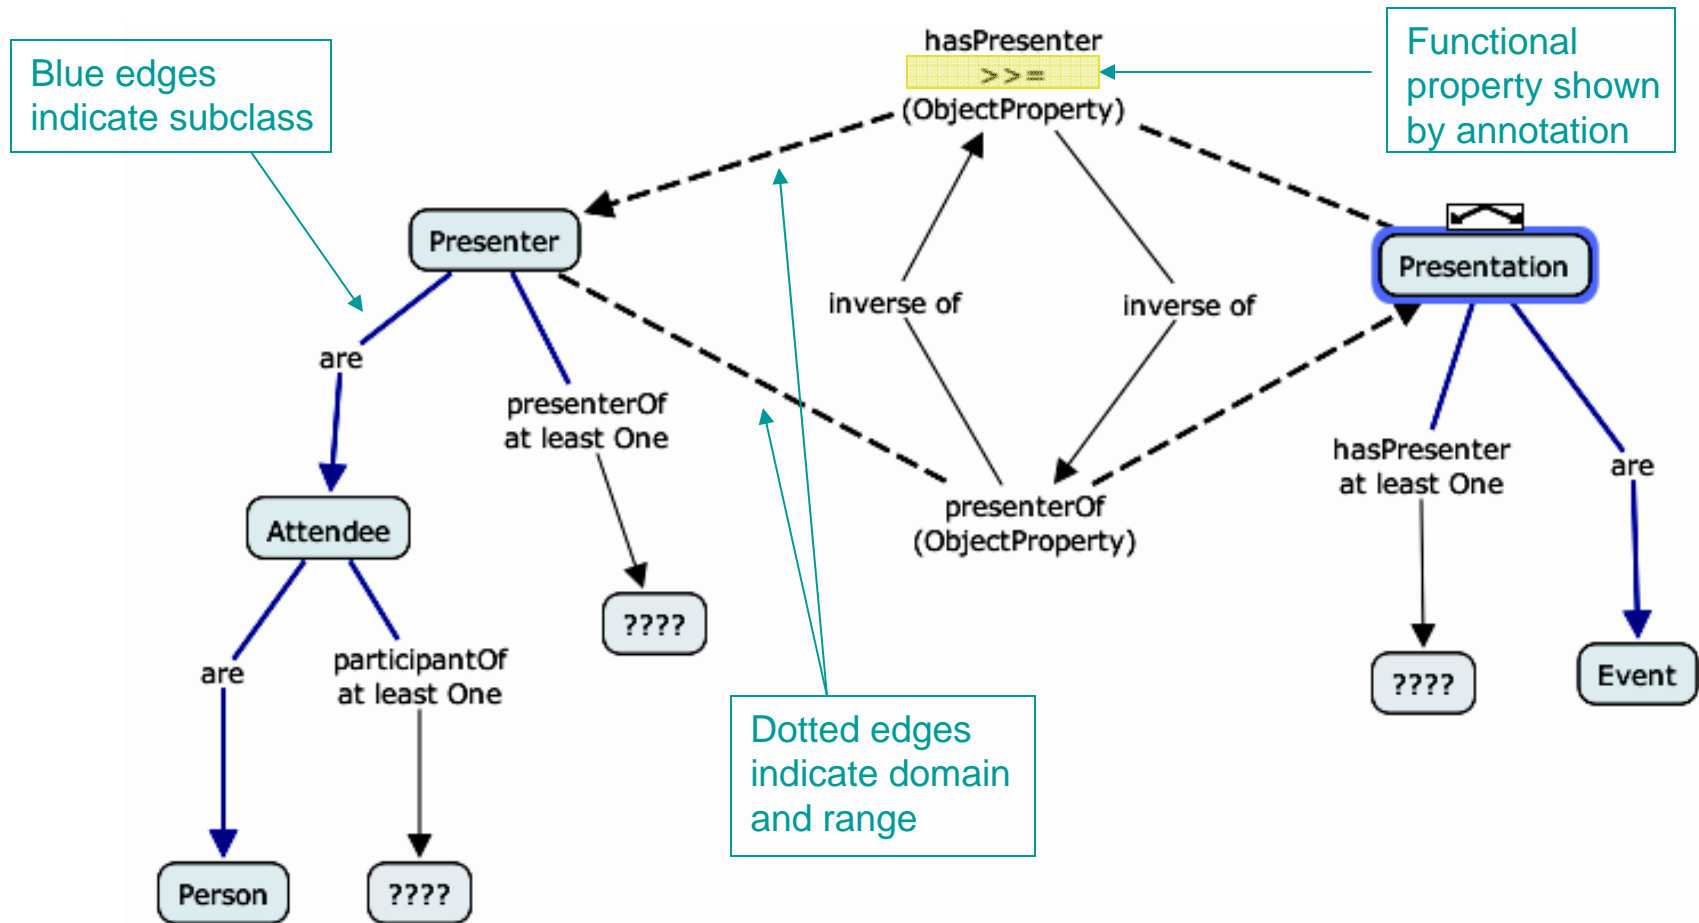 hasPresenter
>>=
(ObjectProperty)
Functional
property shown
by annotation
Blue edges
indicate subclass
Presenter
Presentation
inverse of
inverse of
are
presenterOf
at least One
hasPresenter
at least One
are
Attendee
presenterOf
(ObjectProperty)
????
are
participantOf
at least One
????
Event
Dotted edges
indicate domain
and range
Person
????